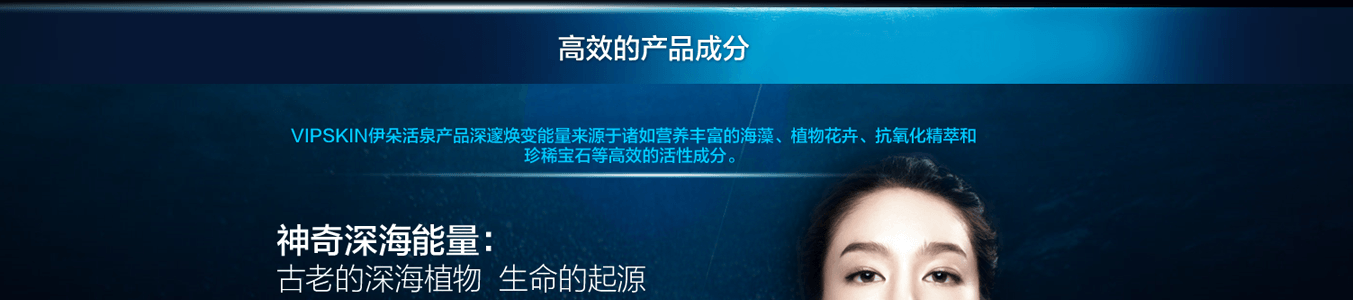 高效的产品成分
VIPSKIN伊朵活泉产品深邃焕变能量来源于诸如营养丰富的海藻、植物花卉、抗氧化精萃和
珍稀宝石等高效的活性成分。
神奇深海能量：
古老的深海植物 生命的起源